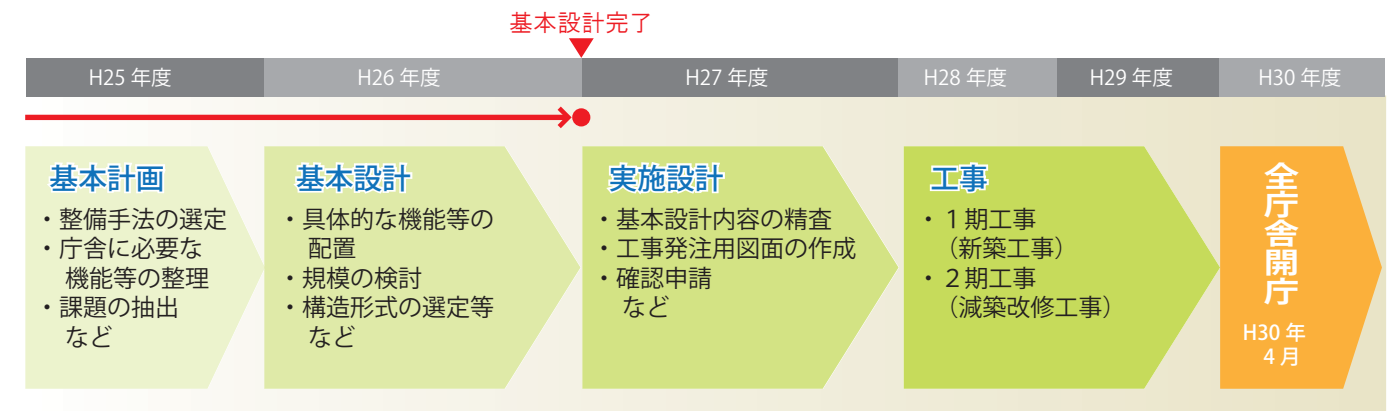 基本設計完了
H25 年度
H26 年度
H27 年度
H28 年度
H29 年度
H30 年度
基本計画
・整備手法の選定
・庁舎に必要な
機能等の整理
・課題の抽出
など
基本設計
・具体的な機能等の
配置
・規模の検討
・構造形式の選定等
など
実施設計
・基本設計内容の精査
・工事発注用図面の作成
・確認申請
など
工事
・１期工事
（新築工事）
・２期工事
（減築改修工事）
全庁舎開庁
H30 年
4 月